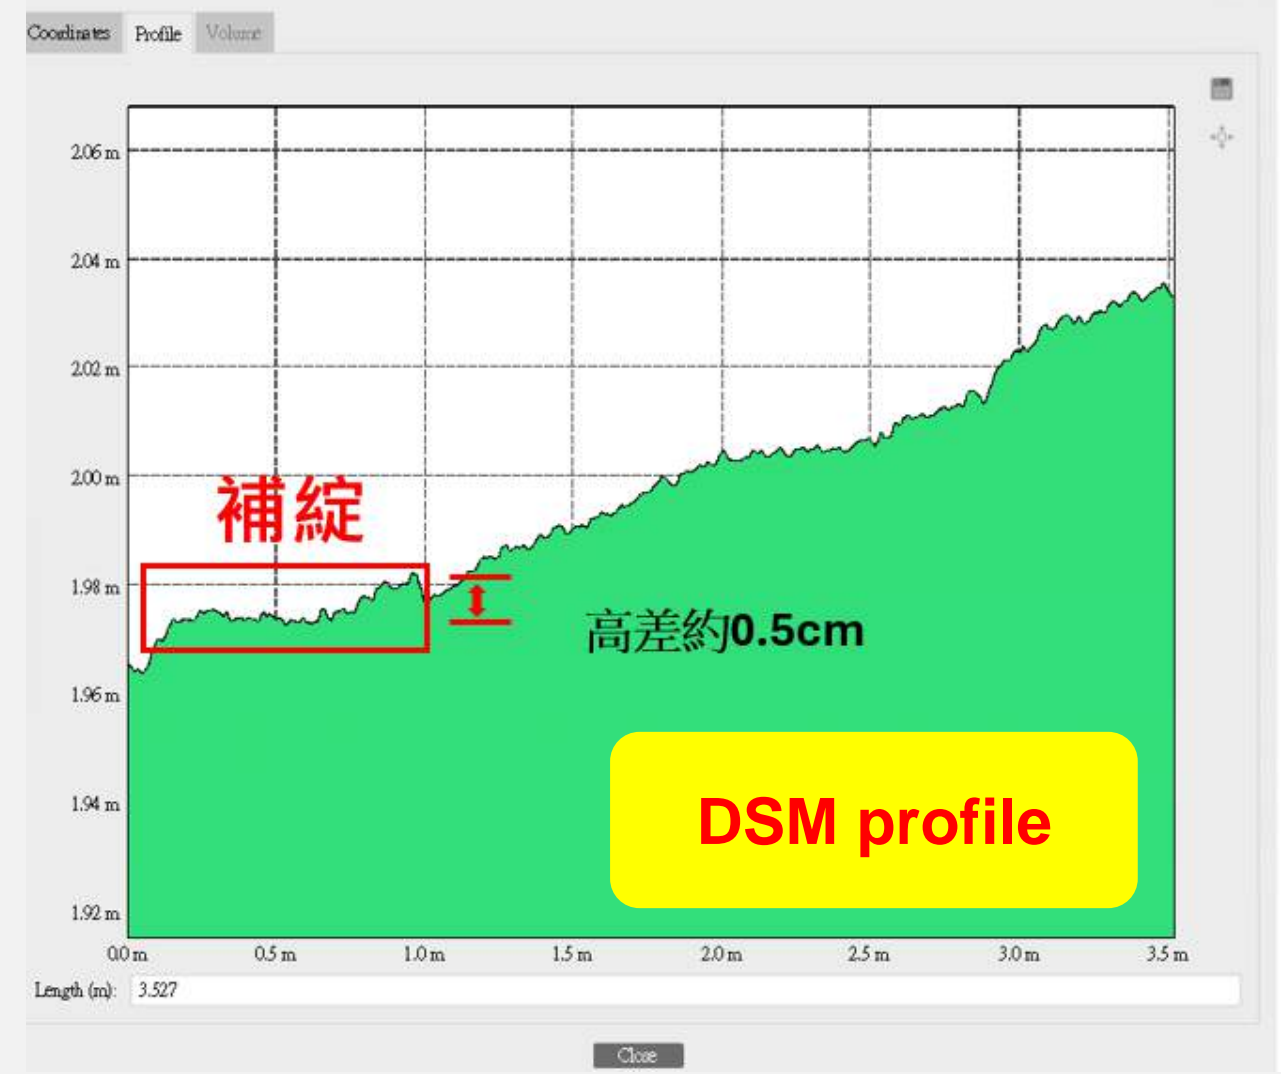 Coordinates Profile Volume
2.06 m
2.04 m
2.02 m
2.00 m
補綻
1.98 m
高差約0.5cm
1.96 m
1.94 m
DSM profile
1.92 m
0.0 m 0.5 m 1.0 m 1.5 m 2.0 m 2.5 m 3.0 m 3.5 m
Length (m): 3.527
Close